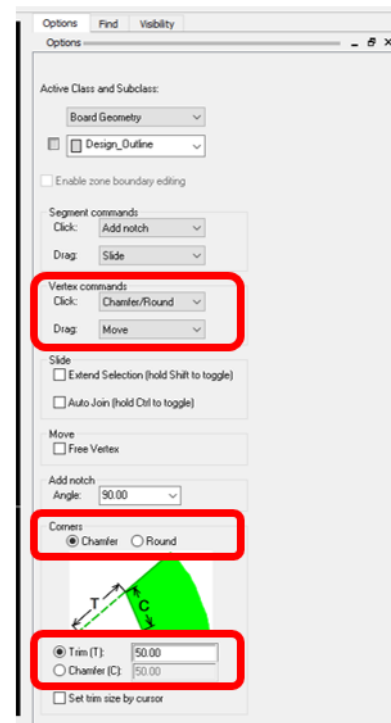 Options Find Visibility
Options
Active Class and Subclass:
Board Geometry
Design_Outline
Enable zone boundary editing
Segment commands
Click: Add notch
Drag: Slide
Vertex commands
Click: Chamfer/Round
Drag: Move
Slide
Extend Selection (hold Shift to toggle)
Auto Join (hold Ctrl to toggle)
Move
Free Vertex
Add notch
Angle: 90.00
Corners
Chamfer Round
T C
Trim (T): 50.00
Chamfer (C): 50.00
Set trim size by cursor